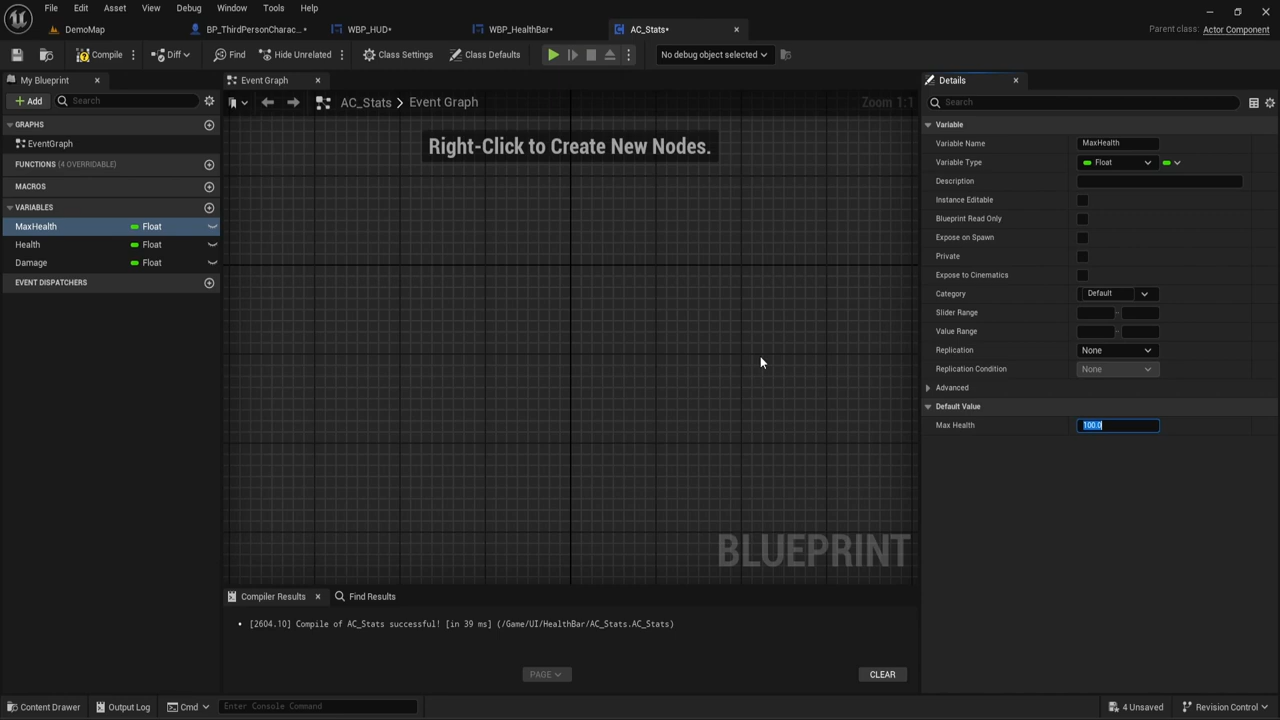 File Edit Asset View Debug Window Tools Help
DemoMap BP_ThirdPersonCharac... WBP_HUD• WBP_HealthBar• AC_Stats• Parent class: Actor Component
Compile Diff Find Hide Unrelated Class Settings Class Defaults No debug object selected
My Blueprint Event Graph Details
Add Search AC_Stats > Event Graph Zoom 1:1 Search
GRAPHS Variable
Right-Click to Create New Nodes.
EventGraph Variable Name MaxHealth
FUNCTIONS (4 OVERRIDABLE) Variable Type Float
MACROS Description
VARIABLES Instance Editable
MaxHealth Float Blueprint Read Only
Health Float Expose on Spawn
Damage Float Private
EVENT DISPATCHERS Expose to Cinematics
Category Default
Slider Range
Value Range
Replication None
Replication Condition None
Advanced
Default Value
Max Health 100.0
BLUEPRINT
Compiler Results Find Results
• [2604.10] Compile of AC_Stats successful! [in 39 ms] (/Game/UI/HealthBar/AC_Stats.AC_Stats)
PAGE CLEAR
Content Drawer Output Log Cmd Enter Console Command 4 Unsaved Revision Control